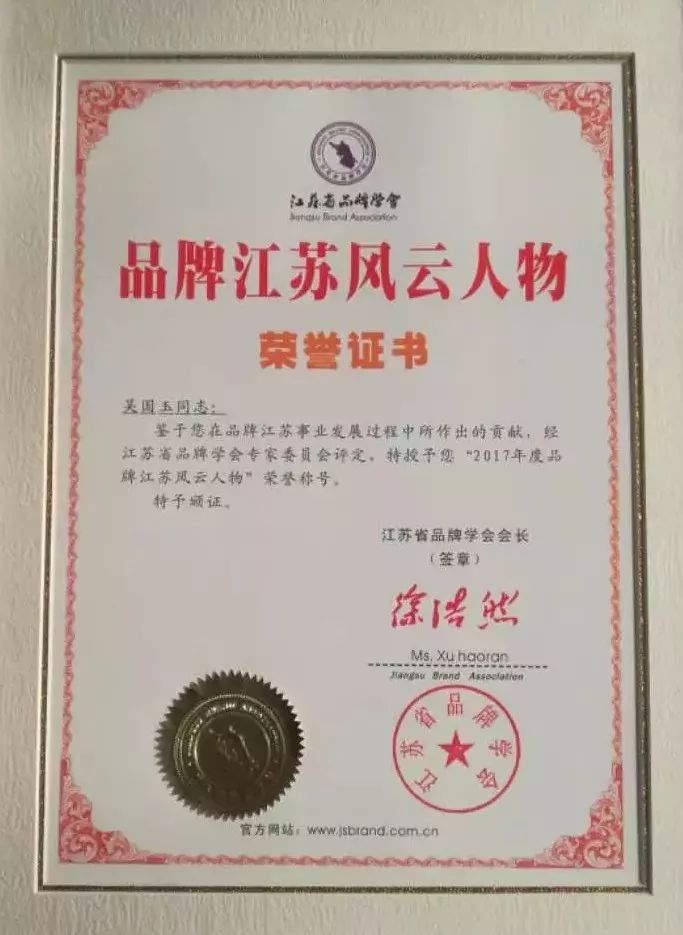 江苏省品牌学会
Jiangsu Brand Association
品牌江苏风云人物
荣誉证书
吴国玉同志：
鉴于您在品牌江苏事业发展过程中所作出的贡献，经
江苏省品牌学会专家委员会评定，特授予您“2017年度品
牌江苏风云人物”荣誉称号。
特予颁证。
江苏省品牌学会会长
（签章）
徐浩然
Ms. Xu haoran
Jiangsu Brand Association
江苏省品牌学会
官方网站：www.jsbrand.com.cn